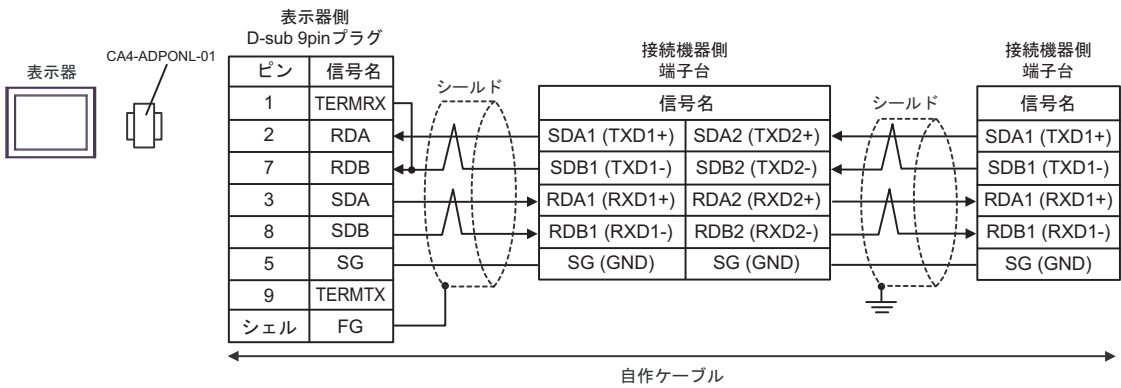 表示器
CA4-ADPONL-01
表示器側
D-sub 9pinプラグ
ピン 信号名
1 TERMRX
2 RDA
7 RDB
3 SDA
8 SDB
5 SG
9 TERMTX
シェル FG
シールド
接続機器側
端子台
信号名
SDA1 (TXD1+) SDA2 (TXD2+)
SDB1 (TXD1-) SDB2 (TXD2-)
RDA1 (RXD1+) RDA2 (RXD2+)
RDB1 (RXD1-) RDB2 (RXD2-)
SG (GND) SG (GND)
シールド
接続機器側
端子台
信号名
SDA1 (TXD1+)
SDB1 (TXD1-)
RDA1 (RXD1+)
RDB1 (RXD1-)
SG (GND)
自作ケーブル